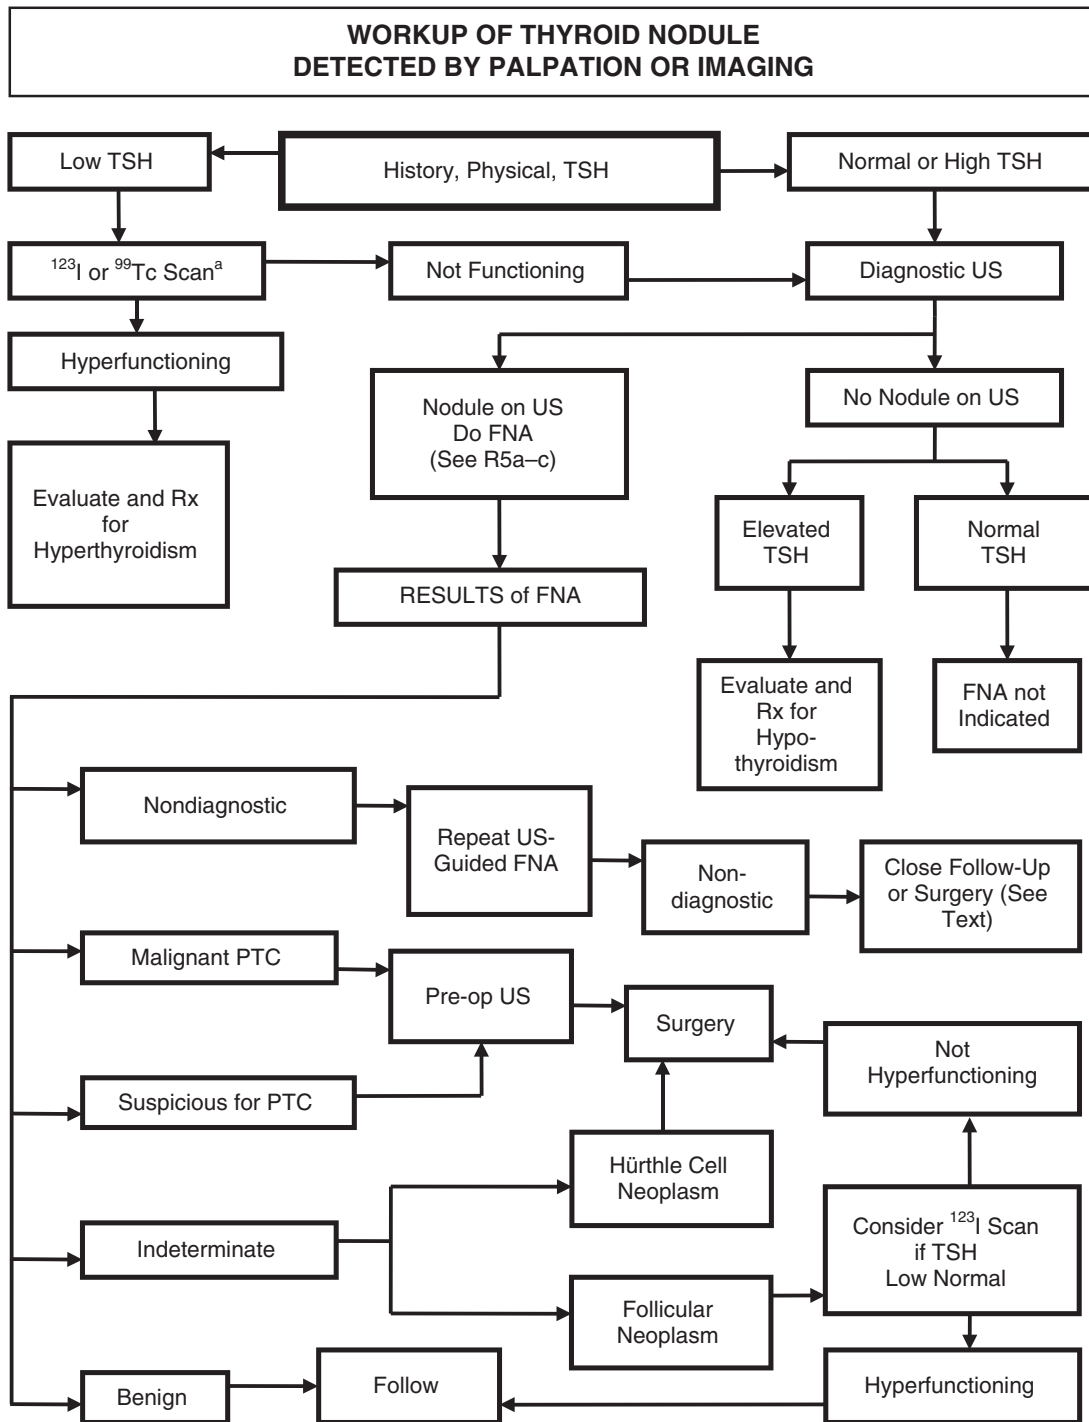 WORKUP OF THYROID NODULE
DETECTED BY PALPATION OR IMAGING
Low TSH
History, Physical, TSH
Normal or High TSH
123I or 99Tc Scana
Not Functioning
Diagnostic US
Hyperfunctioning
Nodule on US
Do FNA
(See R5a–c)
No Nodule on US
Evaluate and Rx
for
Hyperthyroidism
Elevated
TSH
Normal
TSH
RESULTS of FNA
Evaluate and
Rx for
Hypo-
thyroidism
FNA not
Indicated
Nondiagnostic
Repeat US-
Guided FNA
Non-
diagnostic
Close Follow-Up
or Surgery (See
Text)
Malignant PTC
Pre-op US
Surgery
Not
Hyperfunctioning
Suspicious for PTC
Hürthle Cell
Neoplasm
Indeterminate
Consider 123I Scan
if TSH
Low Normal
Follicular
Neoplasm
Benign
Follow
Hyperfunctioning